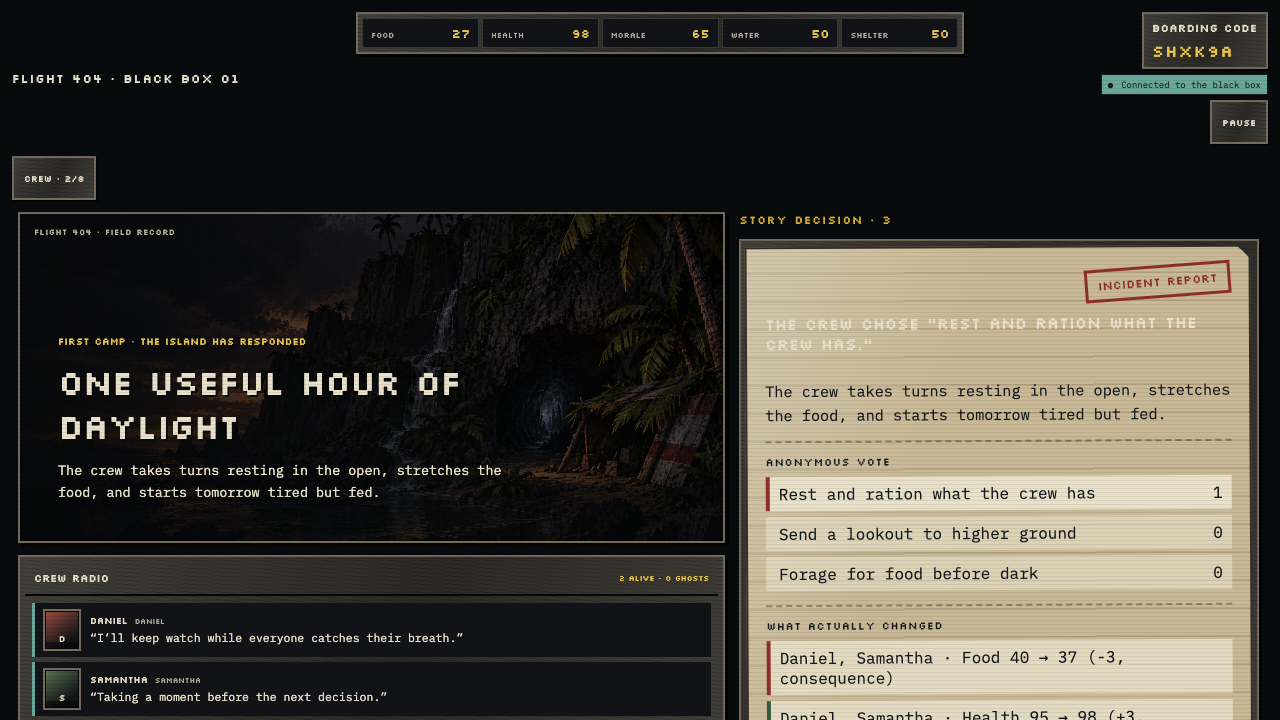 FOOD 27 HEALTH 98 MORALE 65 WATER 50 SHELTER 50
BOARDING CODE
SHXK9A
FLIGHT 404 · BLACK BOX 01
● Connected to the black box
PAUSE
CREW · 2/8
FLIGHT 404 · FIELD RECORD
FIRST CAMP · THE ISLAND HAS RESPONDED
ONE USEFUL HOUR OF
DAYLIGHT
The crew takes turns resting in the open, stretches the
food, and starts tomorrow tired but fed.
CREW RADIO
2 ALIVE · 0 GHOSTS
D
DANIEL DANIEL
“I’ll keep watch while everyone catches their breath.”
S
SAMANTHA SAMANTHA
“Taking a moment before the next decision.”
STORY DECISION · 3
INCIDENT REPORT
THE CREW CHOSE "REST AND RATION WHAT THE
CREW HAS."
The crew takes turns resting in the open, stretches
the food, and starts tomorrow tired but fed.
ANONYMOUS VOTE
Rest and ration what the crew has 1
Send a lookout to higher ground 0
Forage for food before dark 0
WHAT ACTUALLY CHANGED
Daniel, Samantha · Food 40 → 37 (-3,
consequence)
Daniel, Samantha · Health 95 → 98 (+3,